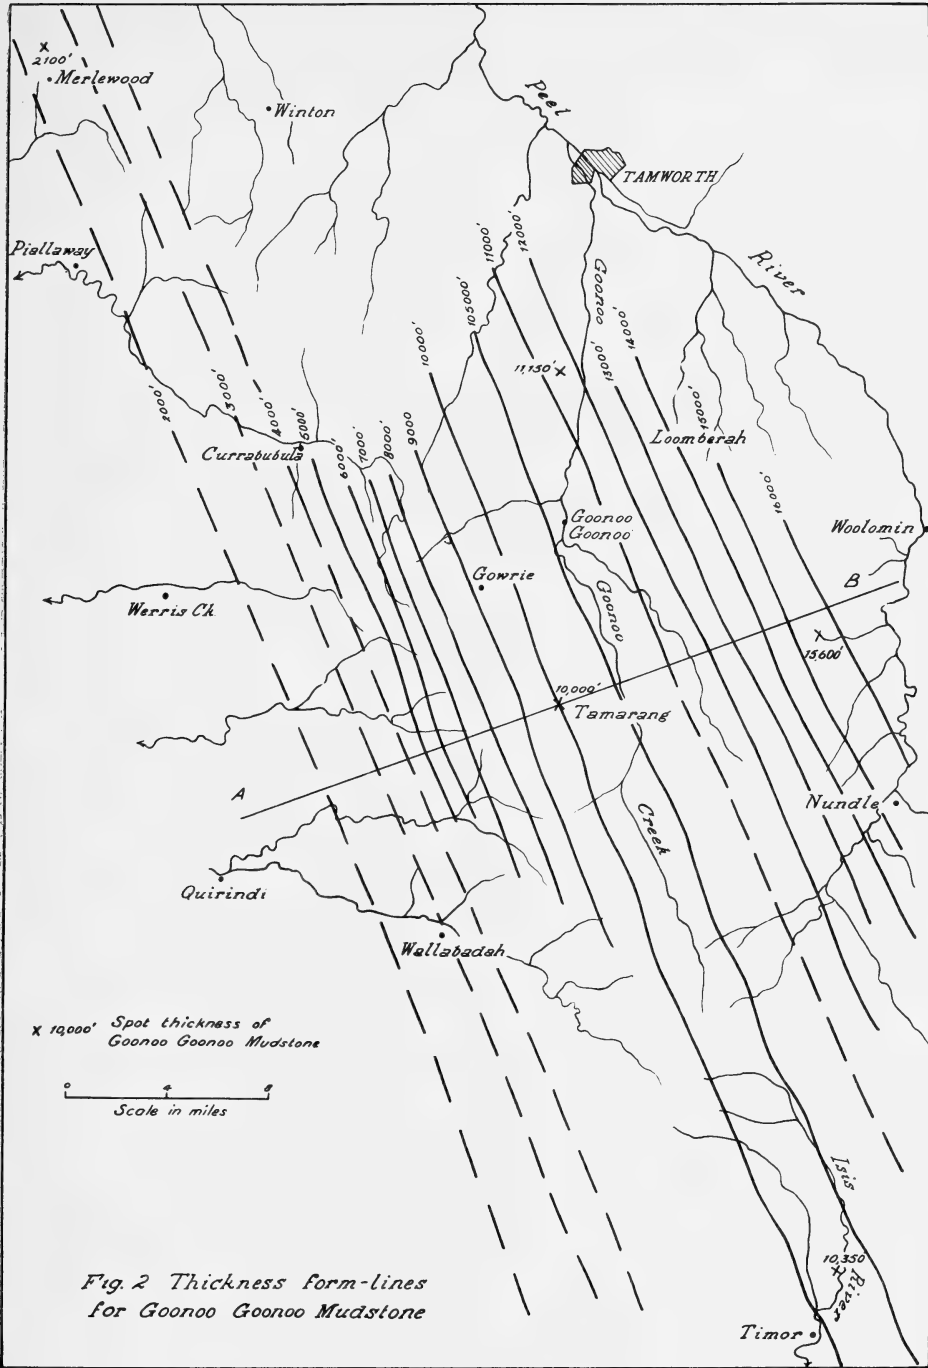 2100'
Merlewood
Winton
Peel
TAMWORTH
Piallaway
River
Goonoo
2000'
3000'
4000'
5000'
6000'
7000'
8000'
9000
10000'
105000'
11000'
12000'
13000'
14000'
15000'
16000'
11,150'
Currabubula
Loomberah
Goonoo
Goonoo
Woolomin
Gowrie
Goonoo
Werris Ck.
B
15,600'
10,000'
Tamarang
A
Nundle
Creek
Quirindi
Wallabadah
x 10,000' Spot thickness of
Goonoo Goonoo Mudstone
0 4 8
Scale in miles
Isis
River
10,350'
Fig. 2 Thickness form-lines
for Goonoo Goonoo Mudstone
Timor